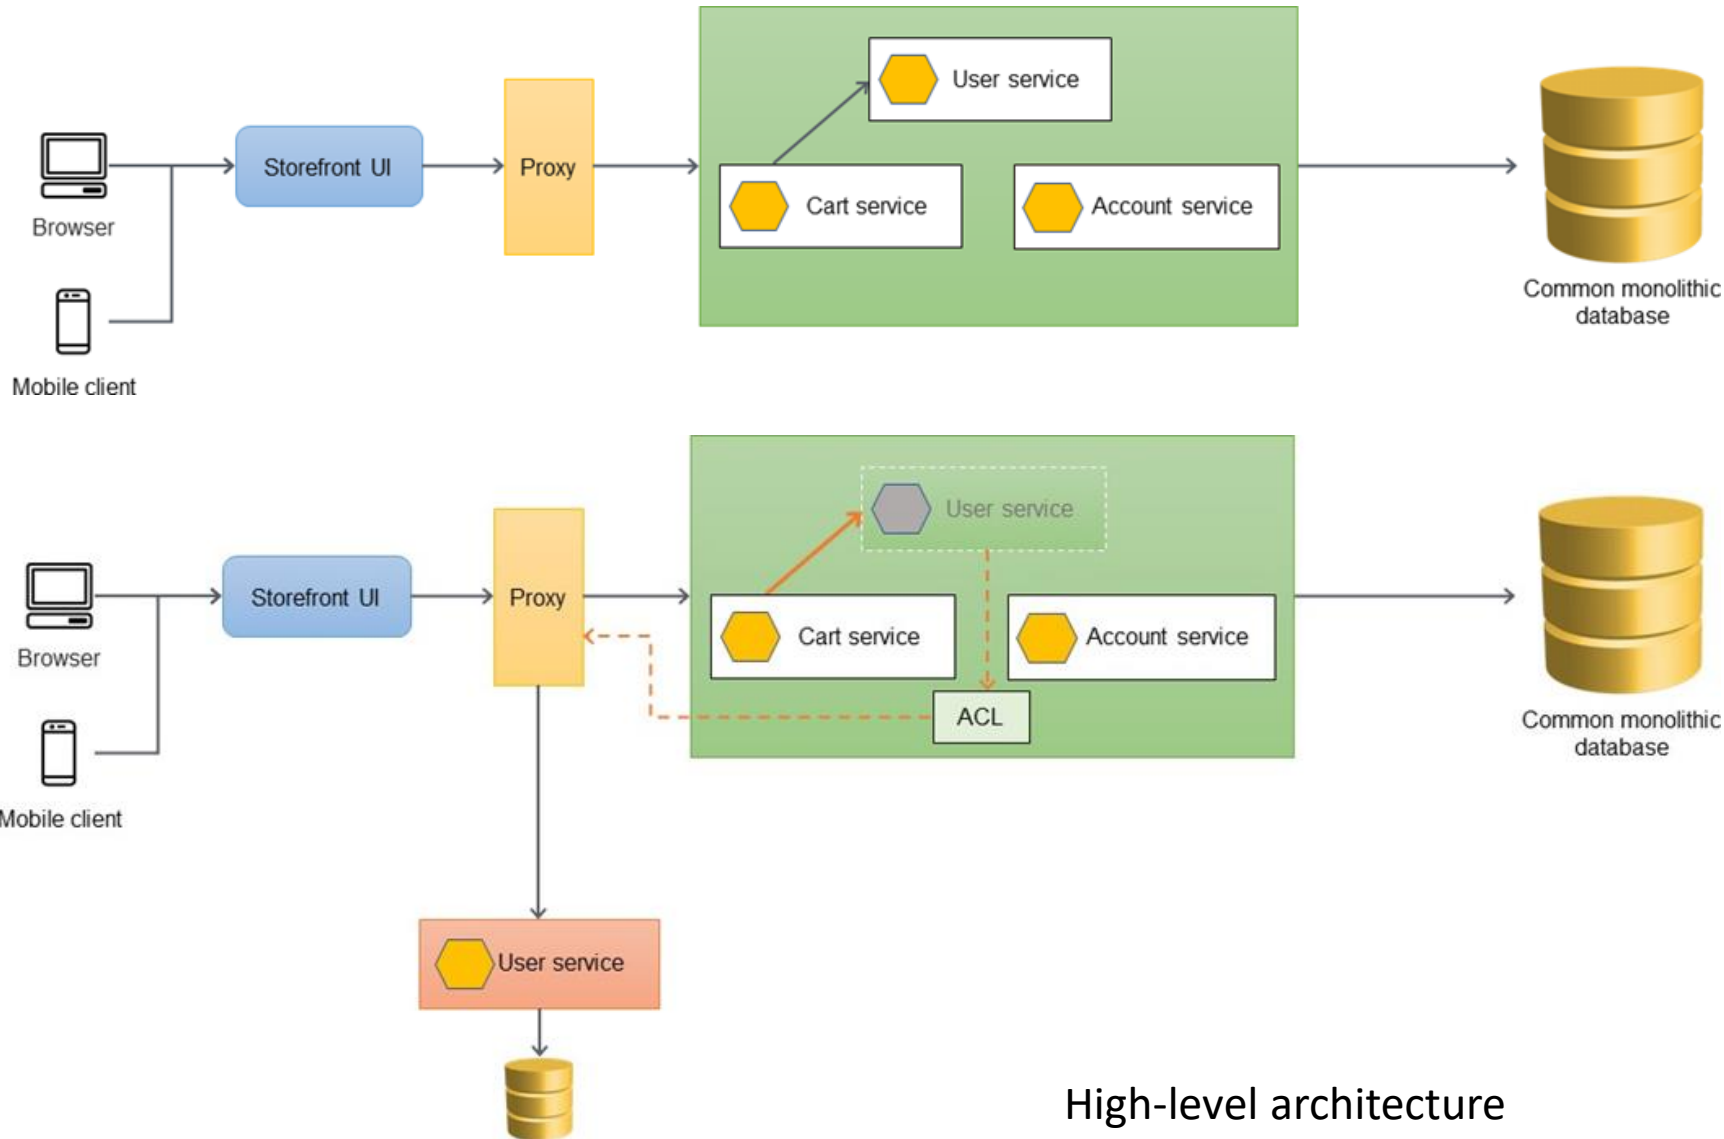 User service
Storefront UI
Proxy
Cart service
Account service
Browser
Common monolithic
database
Mobile client
User service
Storefront UI
Proxy
Cart service
Account service
Browser
ACL
Common monolithic
database
Mobile client
User service
High-level architecture